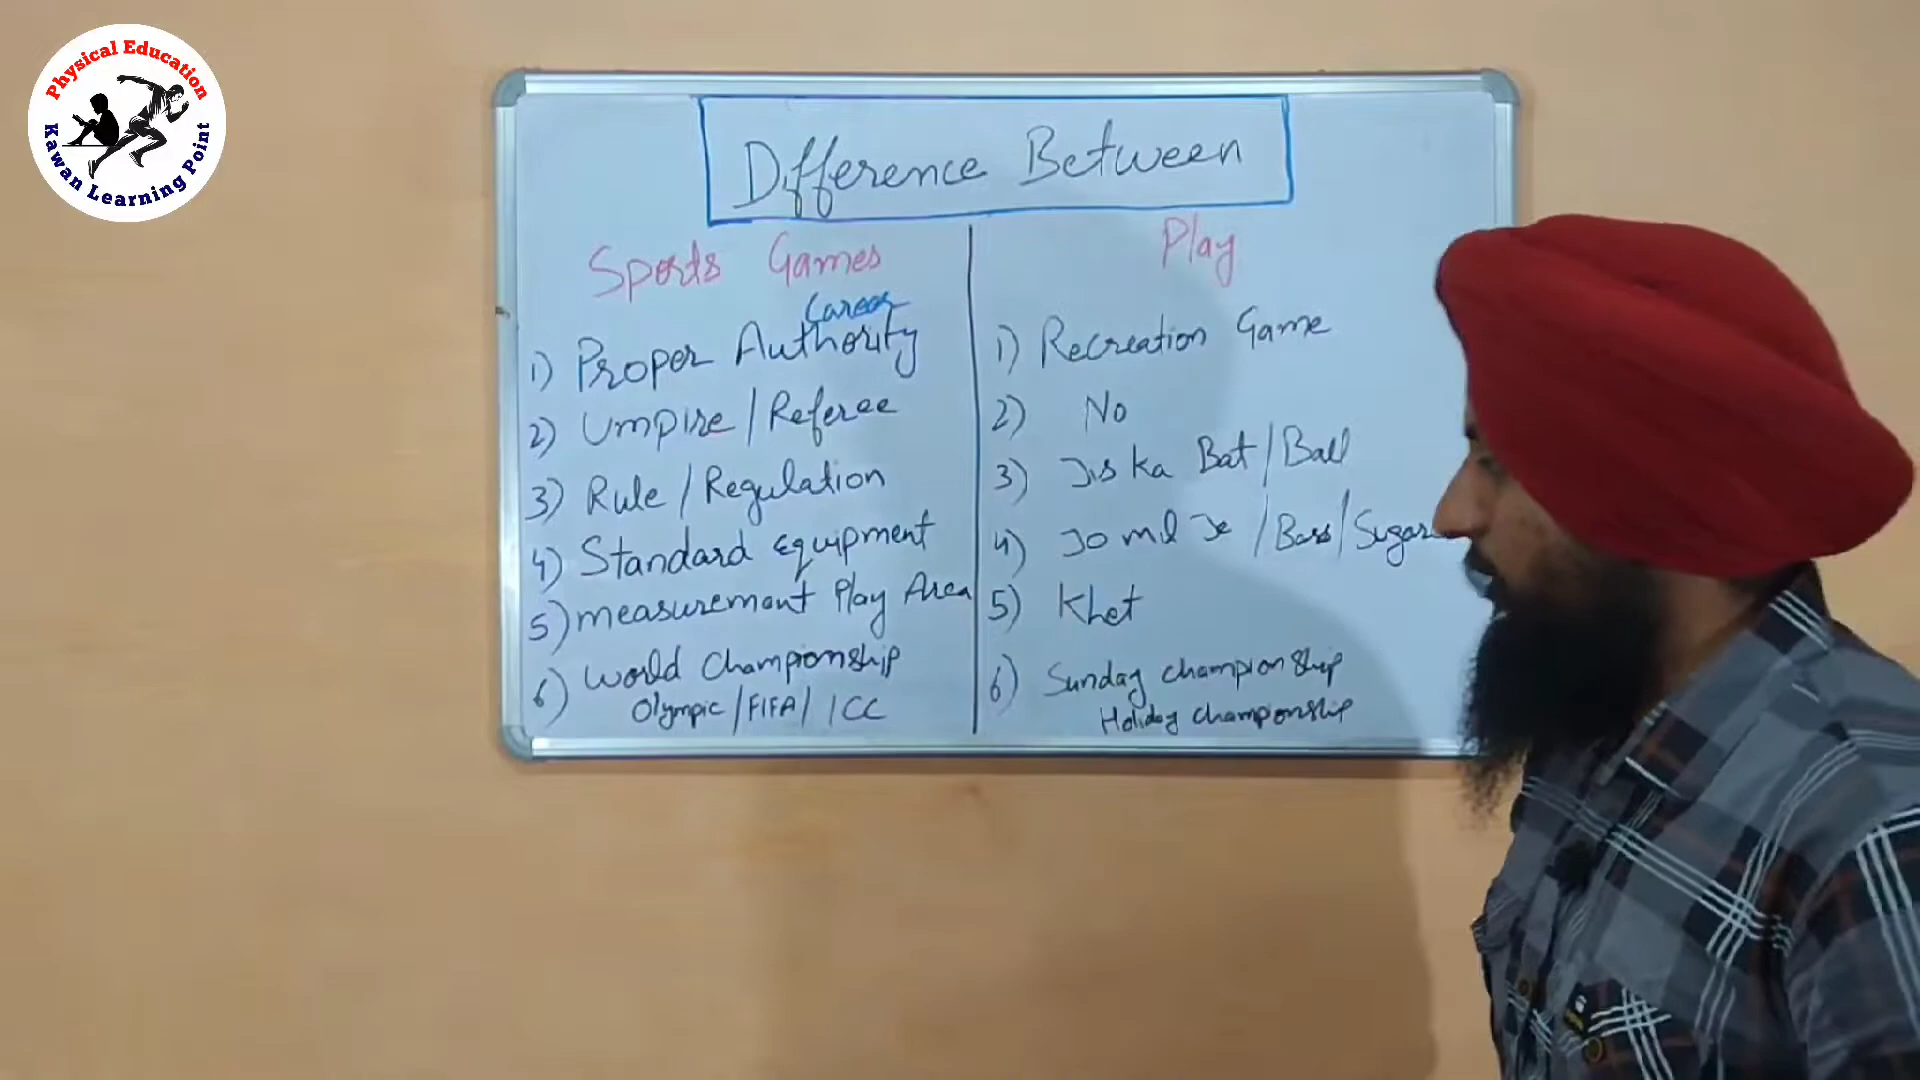 Physical Education
Kawan Learning Point
Difference Between
Sports Games
Career
1) Proper Authority
2) Umpire / Referee
3) Rule / Regulation
4) Standard equipment
5) measurement Play Area
6) World Championship
Olympic / FIFA / ICC
Play
1) Recreation Game
2) No
3) Jis ka Bat / Ball
4) Jo mil Je / Bans / Sugar
5) Khet
6) Sunday championship
Holiday championship